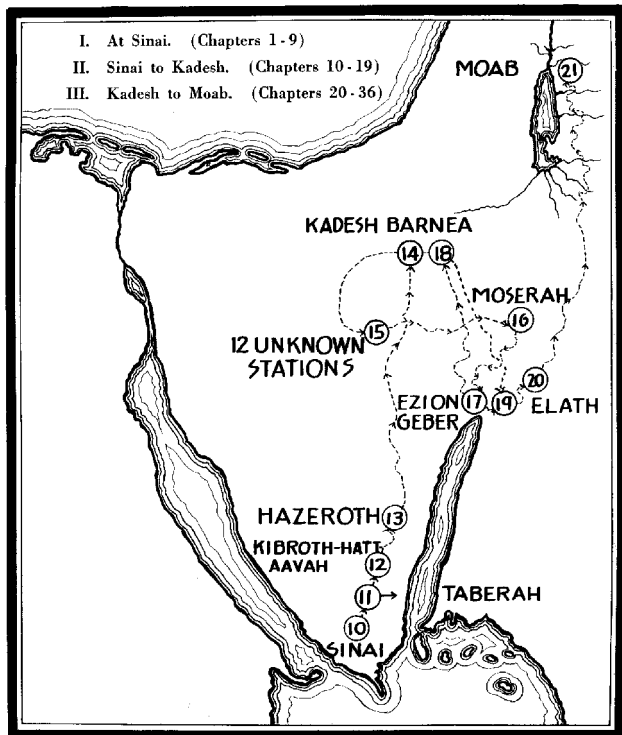 I. At Sinai. (Chapters 1-9)
II. Sinai to Kadesh. (Chapters 10-19)
III. Kadesh to Moab. (Chapters 20-36)
MOAB
21
KADESH BARNEA
14 18
MOSERAH
16
15
12 UNKNOWN
STATIONS
20
EZION
GEBER
17 19
ELATH
HAZEROTH 13
KIBROTH-HATT
AAVAH
12
11
TABERAH
10
SINAI